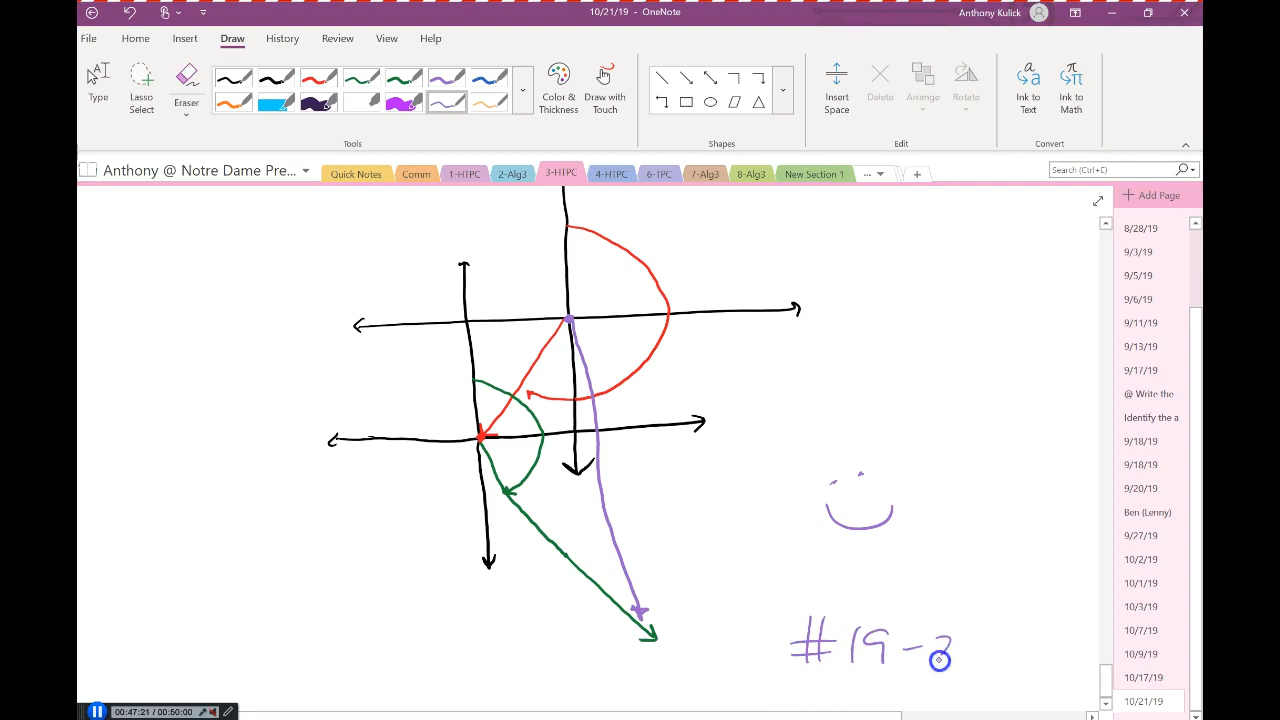 10/21/19 - OneNote
Anthony Kulick
File Home Insert Draw History Review View Help
Type
Lasso Select
Eraser
Color & Thickness
Draw with Touch
Insert Space
Delete
Arrange
Rotate
Ink to Text
Ink to Math
Tools
Shapes
Edit
Convert
Anthony @ Notre Dame Pre...
Quick Notes Comm 1-HTPC 2-Alg3 3-HTPC 4-HTPC 6-TPC 7-Alg3 8-Alg3 New Section 1 ...
Search (Ctrl+E)
Add Page
8/28/19
9/3/19
9/5/19
9/6/19
9/11/19
9/13/19
9/17/19
@ Write the
Identify the a
9/18/19
9/18/19
9/20/19
Ben (Lenny)
9/27/19
10/2/19
10/1/19
10/3/19
10/7/19
10/9/19
10/17/19
10/21/19
#19-
00:47:21 / 00:50:00